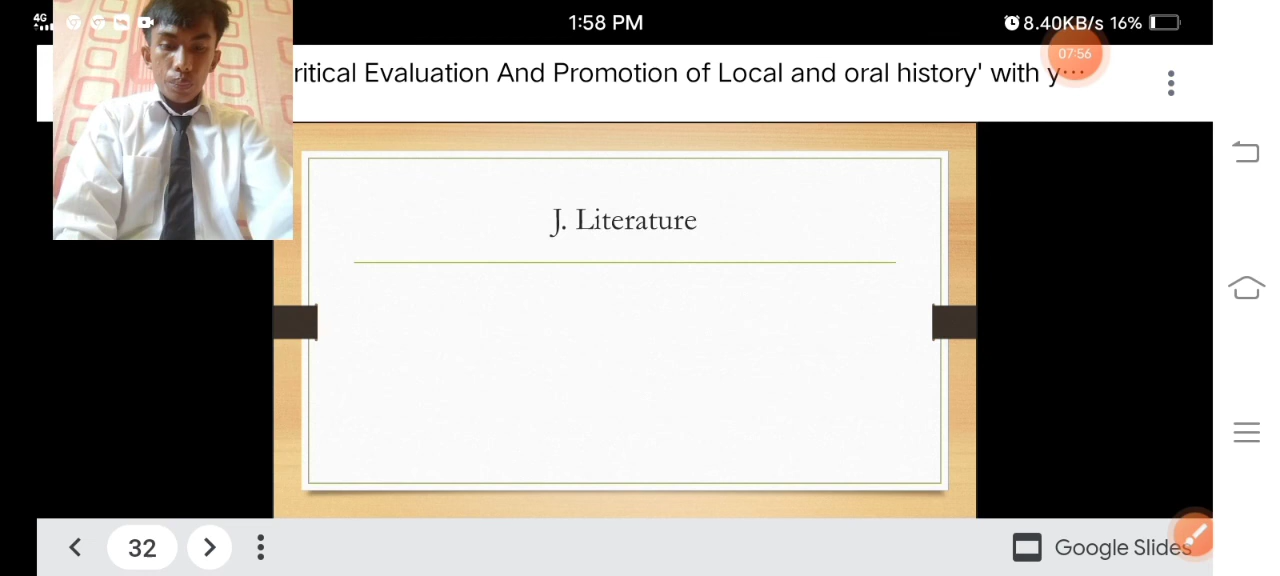 4G 1:58 PM 8.40KB/s 16%
07:56
ritical Evaluation And Promotion of Local and oral history' with y...
J. Literature
32 Google Slides